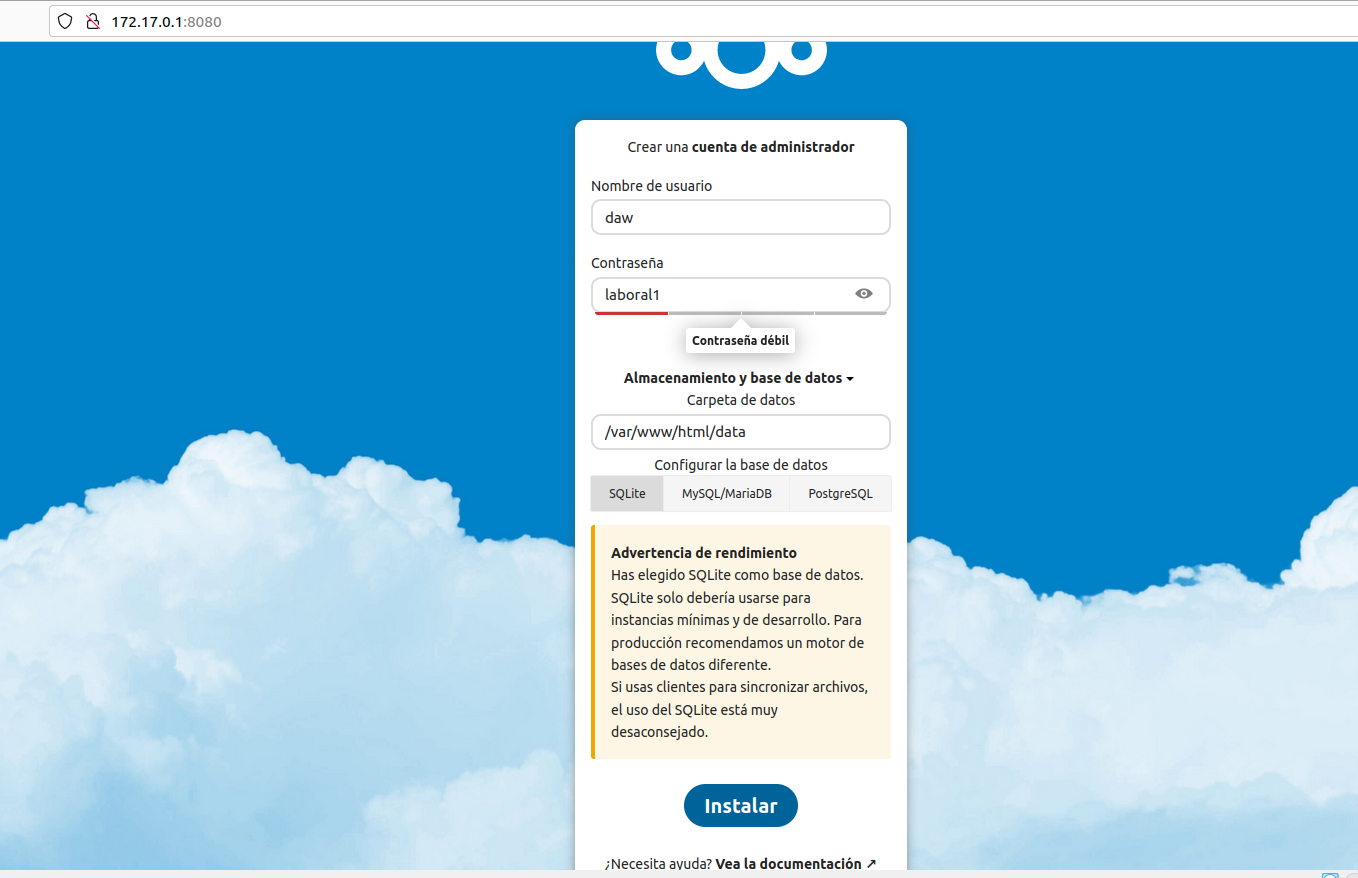 172.17.0.1:8080
Crear una cuenta de administrador
Nombre de usuario
daw
Contraseña
laboral1
Contraseña débil
Almacenamiento y base de datos
Carpeta de datos
/var/www/html/data
Configurar la base de datos
SQLite MySQL/MariaDB PostgreSQL
Advertencia de rendimiento
Has elegido SQLite como base de datos.
SQLite solo debería usarse para
instancias mínimas y de desarrollo. Para
producción recomendamos un motor de
bases de datos diferente.
Si usas clientes para sincronizar archivos,
el uso del SQLite está muy
desaconsejado.
Instalar
¿Necesita ayuda? Vea la documentación ↗